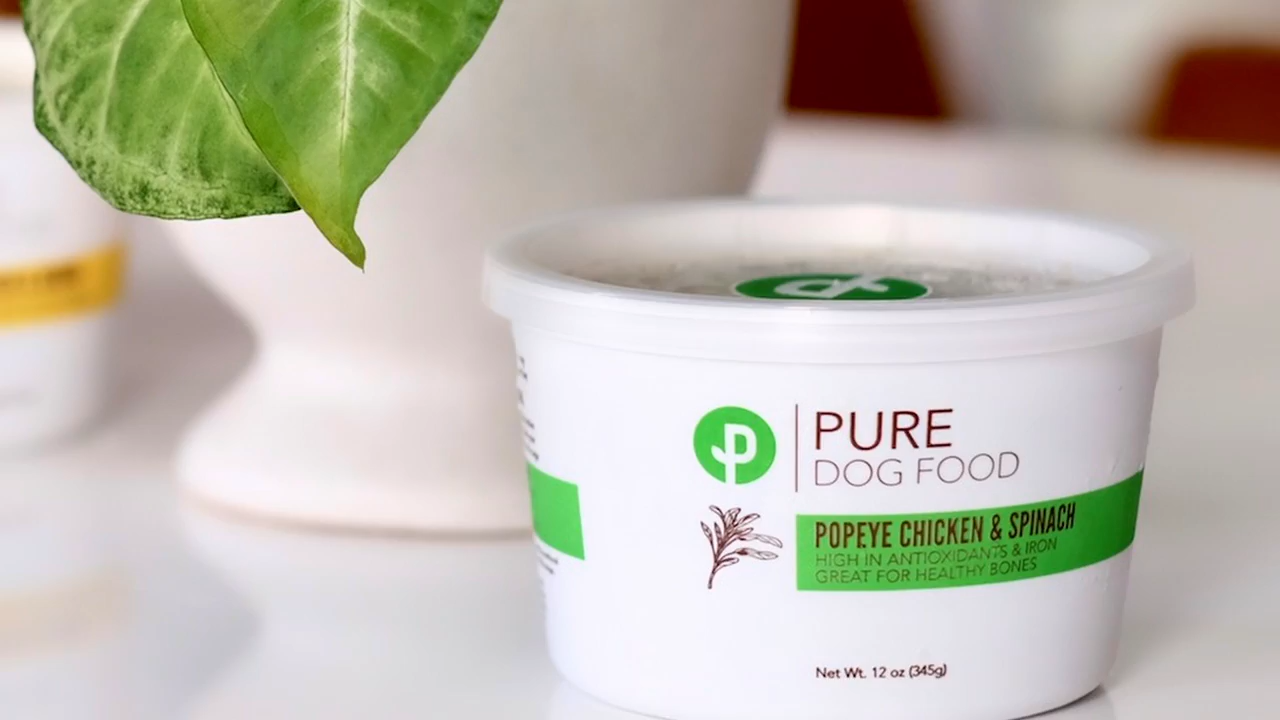 P
P
PURE
DOG FOOD
POPEYE CHICKEN & SPINACH
HIGH IN ANTIOXIDANTS & IRON
GREAT FOR HEALTHY BONES
Net Wt. 12 oz (345g)